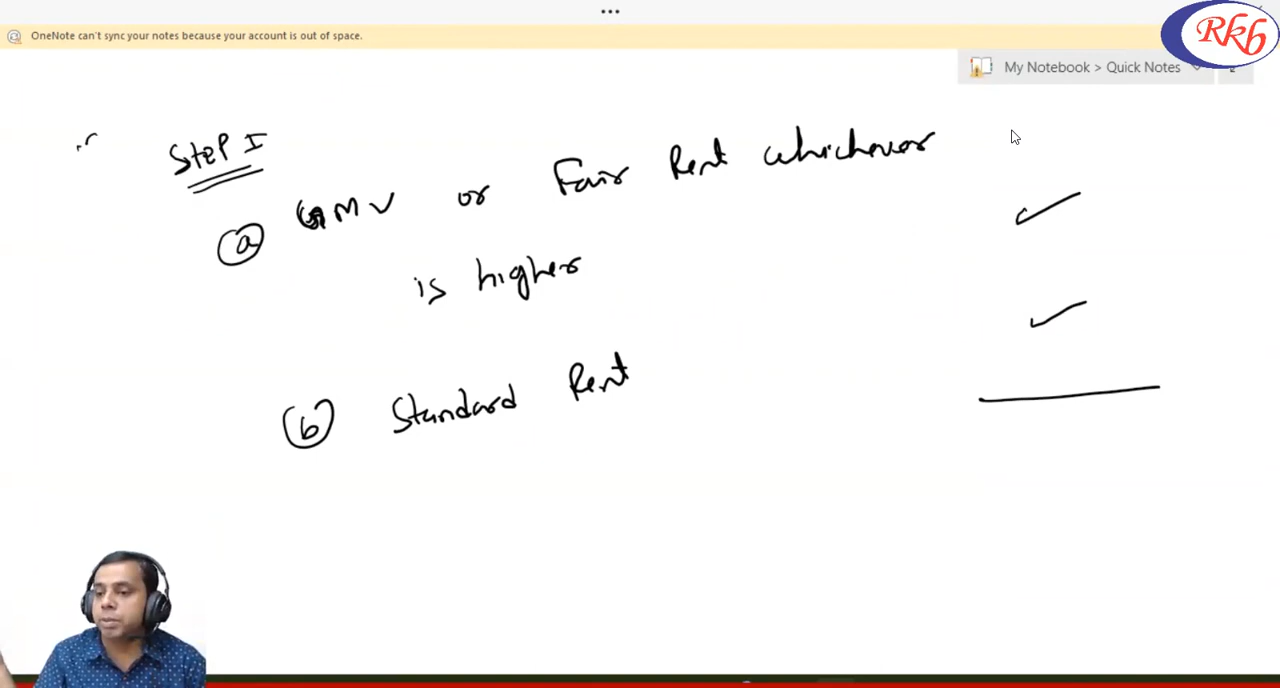 OneNote can't sync your notes because your account is out of space.
RKb
My Notebook > Quick Notes
Step I
(a) GMV or Fair Rent whichever
is higher
(b) Standard Rent